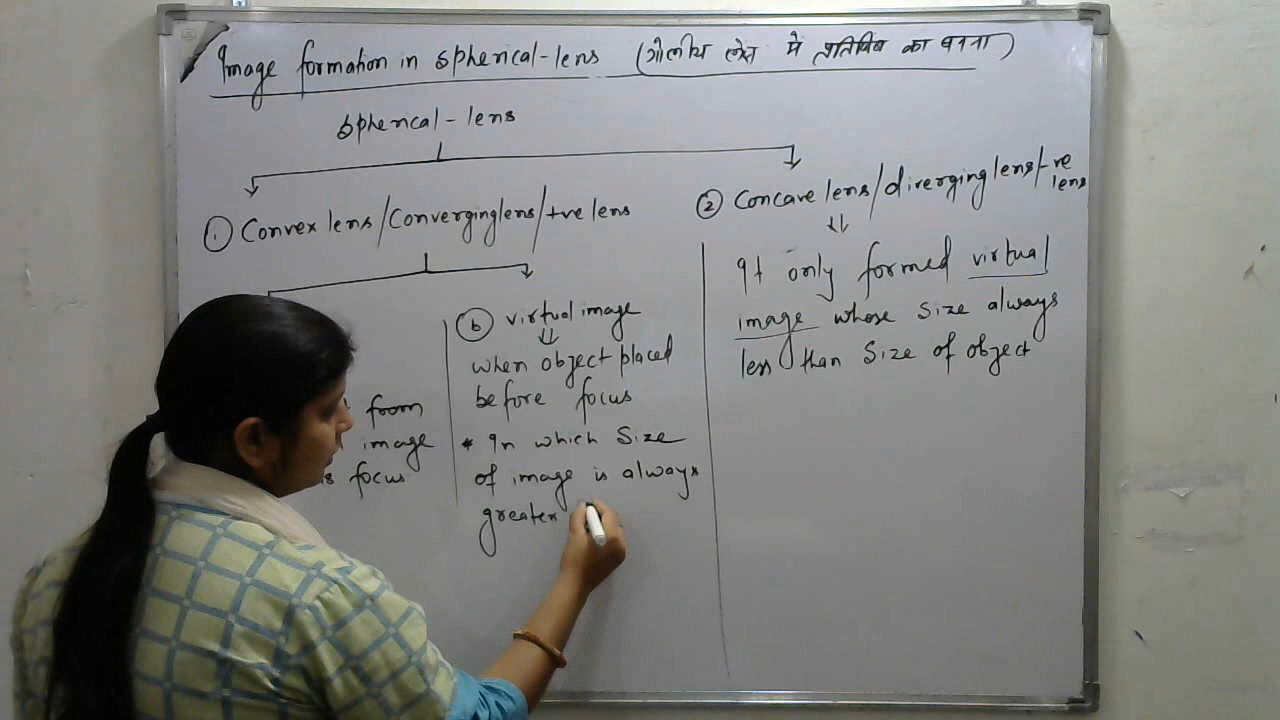 Image formation in spherical-lens (गोलीय लेंस मे प्रतिबिंब का बनना)
spherical-lens
① Convex lens/Converging lens/+ve lens
② Concave lens/diverging lens/-ve lens
from
image
focus
ⓑ virtual image
when object placed
before focus
* In which size
of image is always
greater
It only formed virtual
image whose size always
less than size of object